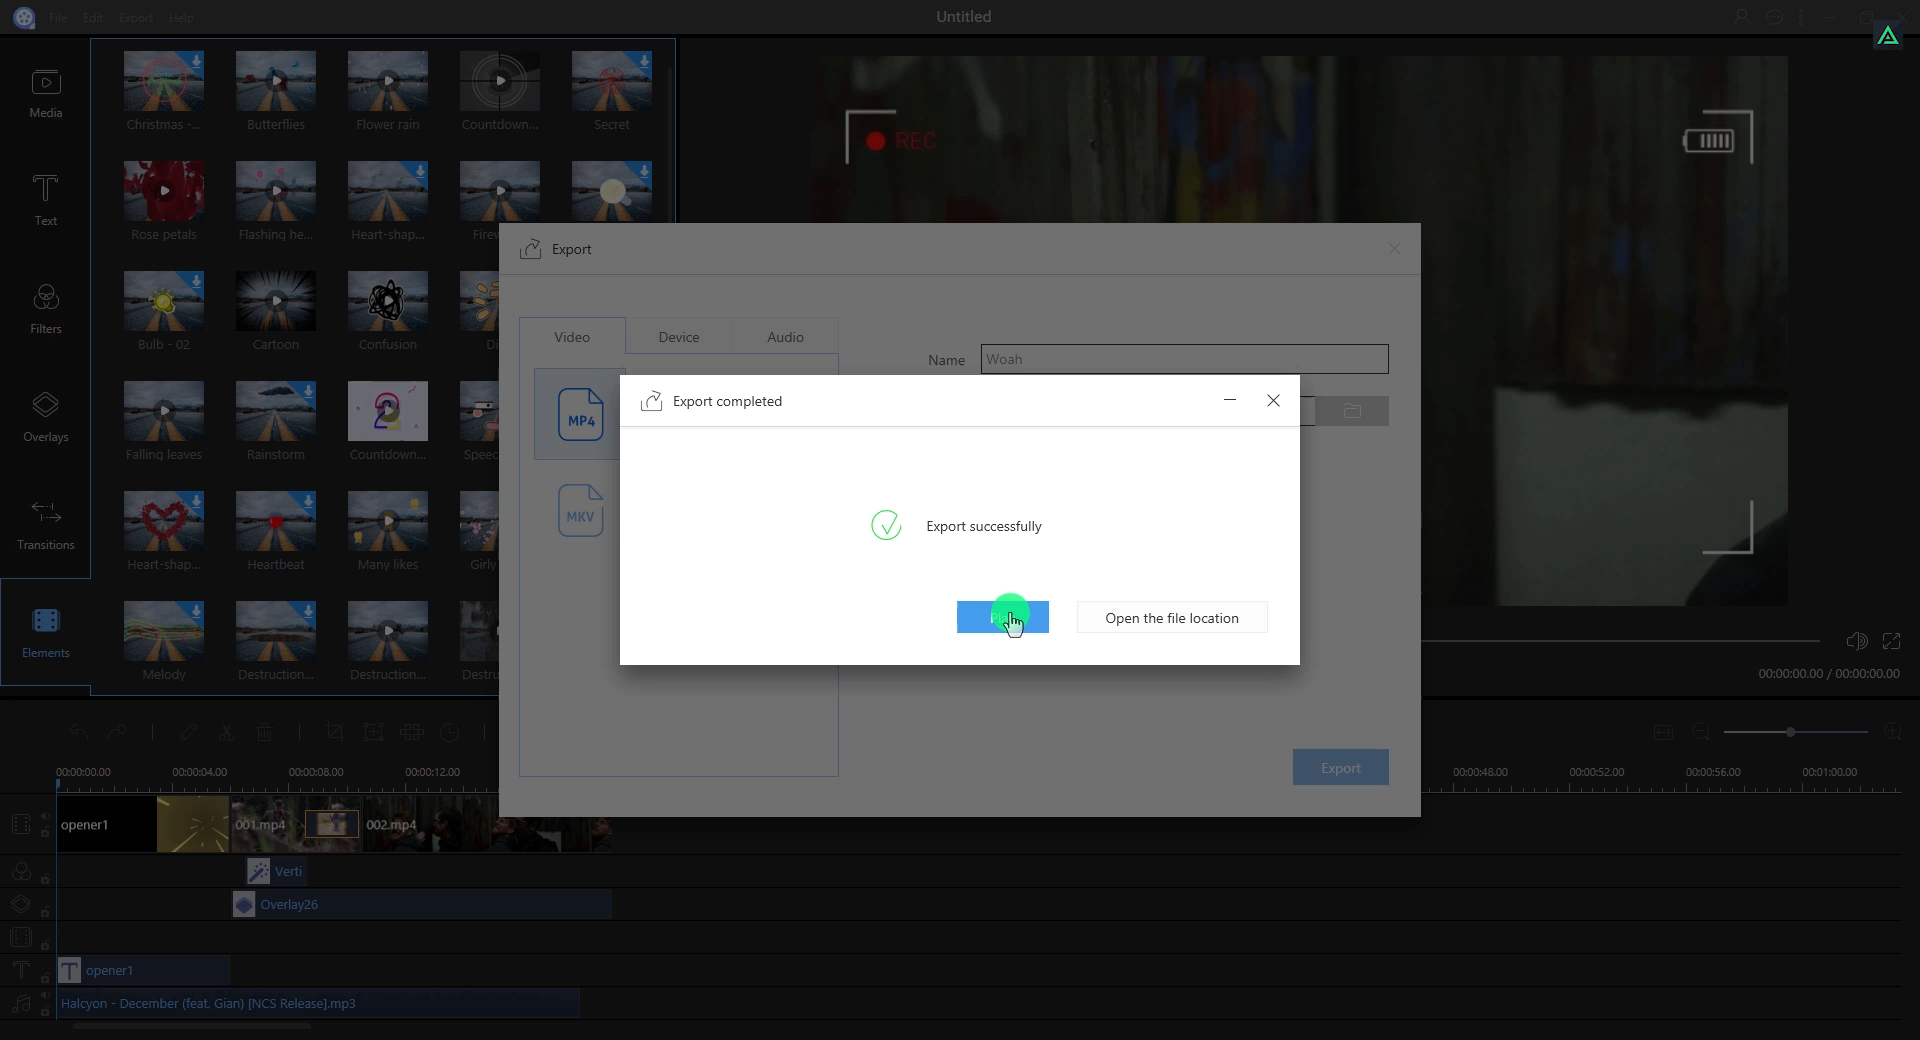 File Edit Export Help
Untitled
Media
Text
Filters
Overlays
Transitions
Elements
Christmas -...
Butterflies
Flower rain
Countdown...
Secret
Rose petals
Flashing he...
Heart-shap...
Bulb - 02
Cartoon
Confusion
Falling leaves
Rainstorm
Countdown...
Heart-shap...
Heartbeat
Many likes
Girly
Melody
Destruction...
Destruction...
REC
Export
Video
Device
Audio
Name
Woah
MP4
MKV
Export completed
Export successfully
Open the file location
Export
00:00:00.00 / 00:00:00.00
00:00:00.00
00:00:04.00
00:00:08.00
00:00:12.00
00:00:48.00
00:00:52.00
00:00:56.00
00:01:00.00
opener1
001.mp4
002.mp4
Verti
Overlay26
opener1
Halcyon - December (feat. Gian) [NCS Release].mp3